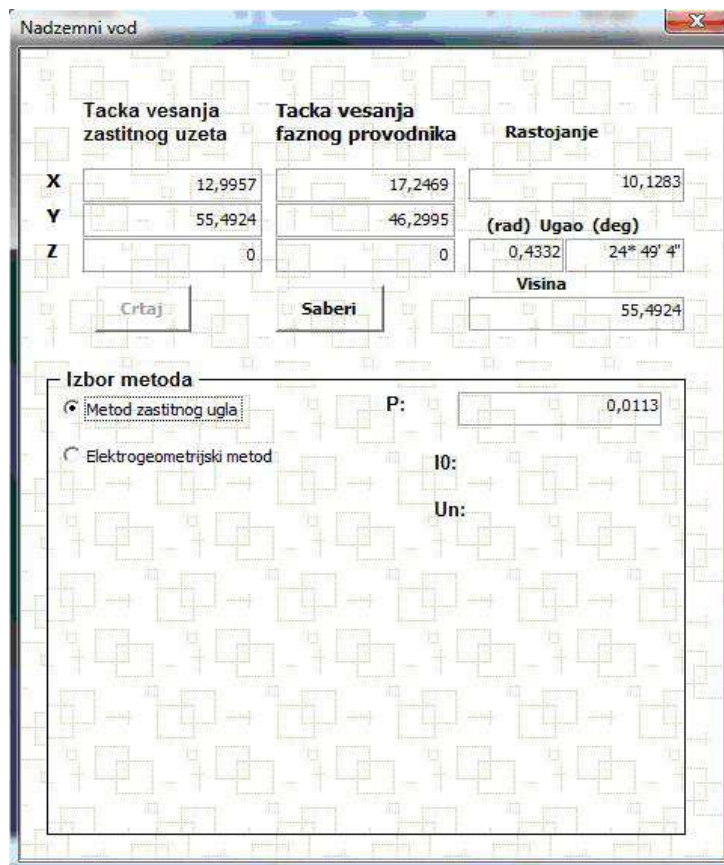 Nadzemni vod
Tacka vesanja
zastitnog uzeta
Tacka vesanja
faznog provodnika
Rastojanje
X 12,9957 17,2469 10,1283
Y 55,4924 46,2995 (rad) Ugao (deg)
Z 0 0 0,4332 24* 49' 4"
Visina
Crtaj Saberi 55,4924
Izbor metoda
Metod zastitnog ugla P: 0,0113
Elektrogeometrijski metod I0:
Un: